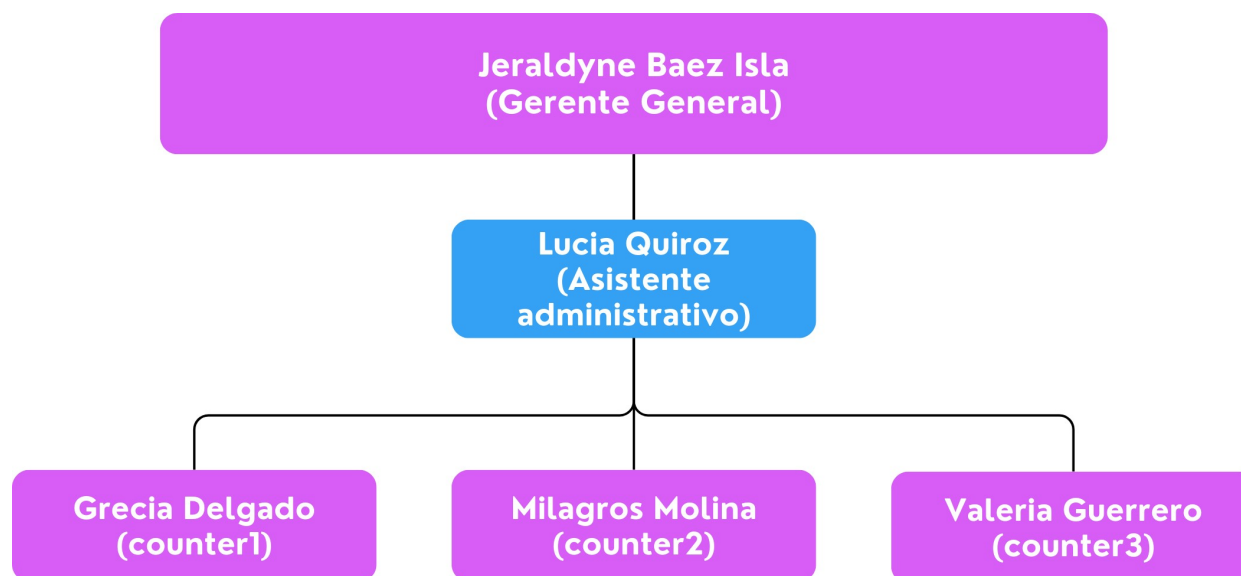 Jeraldyne Baez Isla
(Gerente General)
Lucia Quiroz
(Asistente
administrativo)
Grecia Delgado
(counter1)
Milagros Molina
(counter2)
Valeria Guerrero
(counter3)